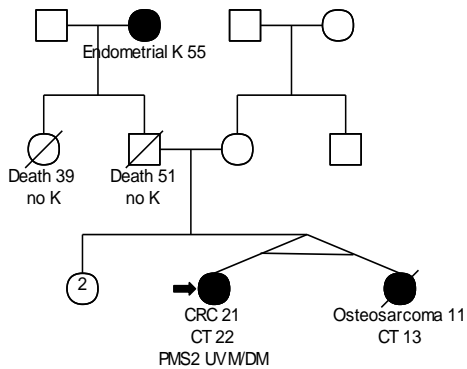 Endometrial K 55
Death 39
no K
Death 51
no K
2
CRC 21
CT 22
PMS2 UVM/DM
Osteosarcoma 11
CT 13